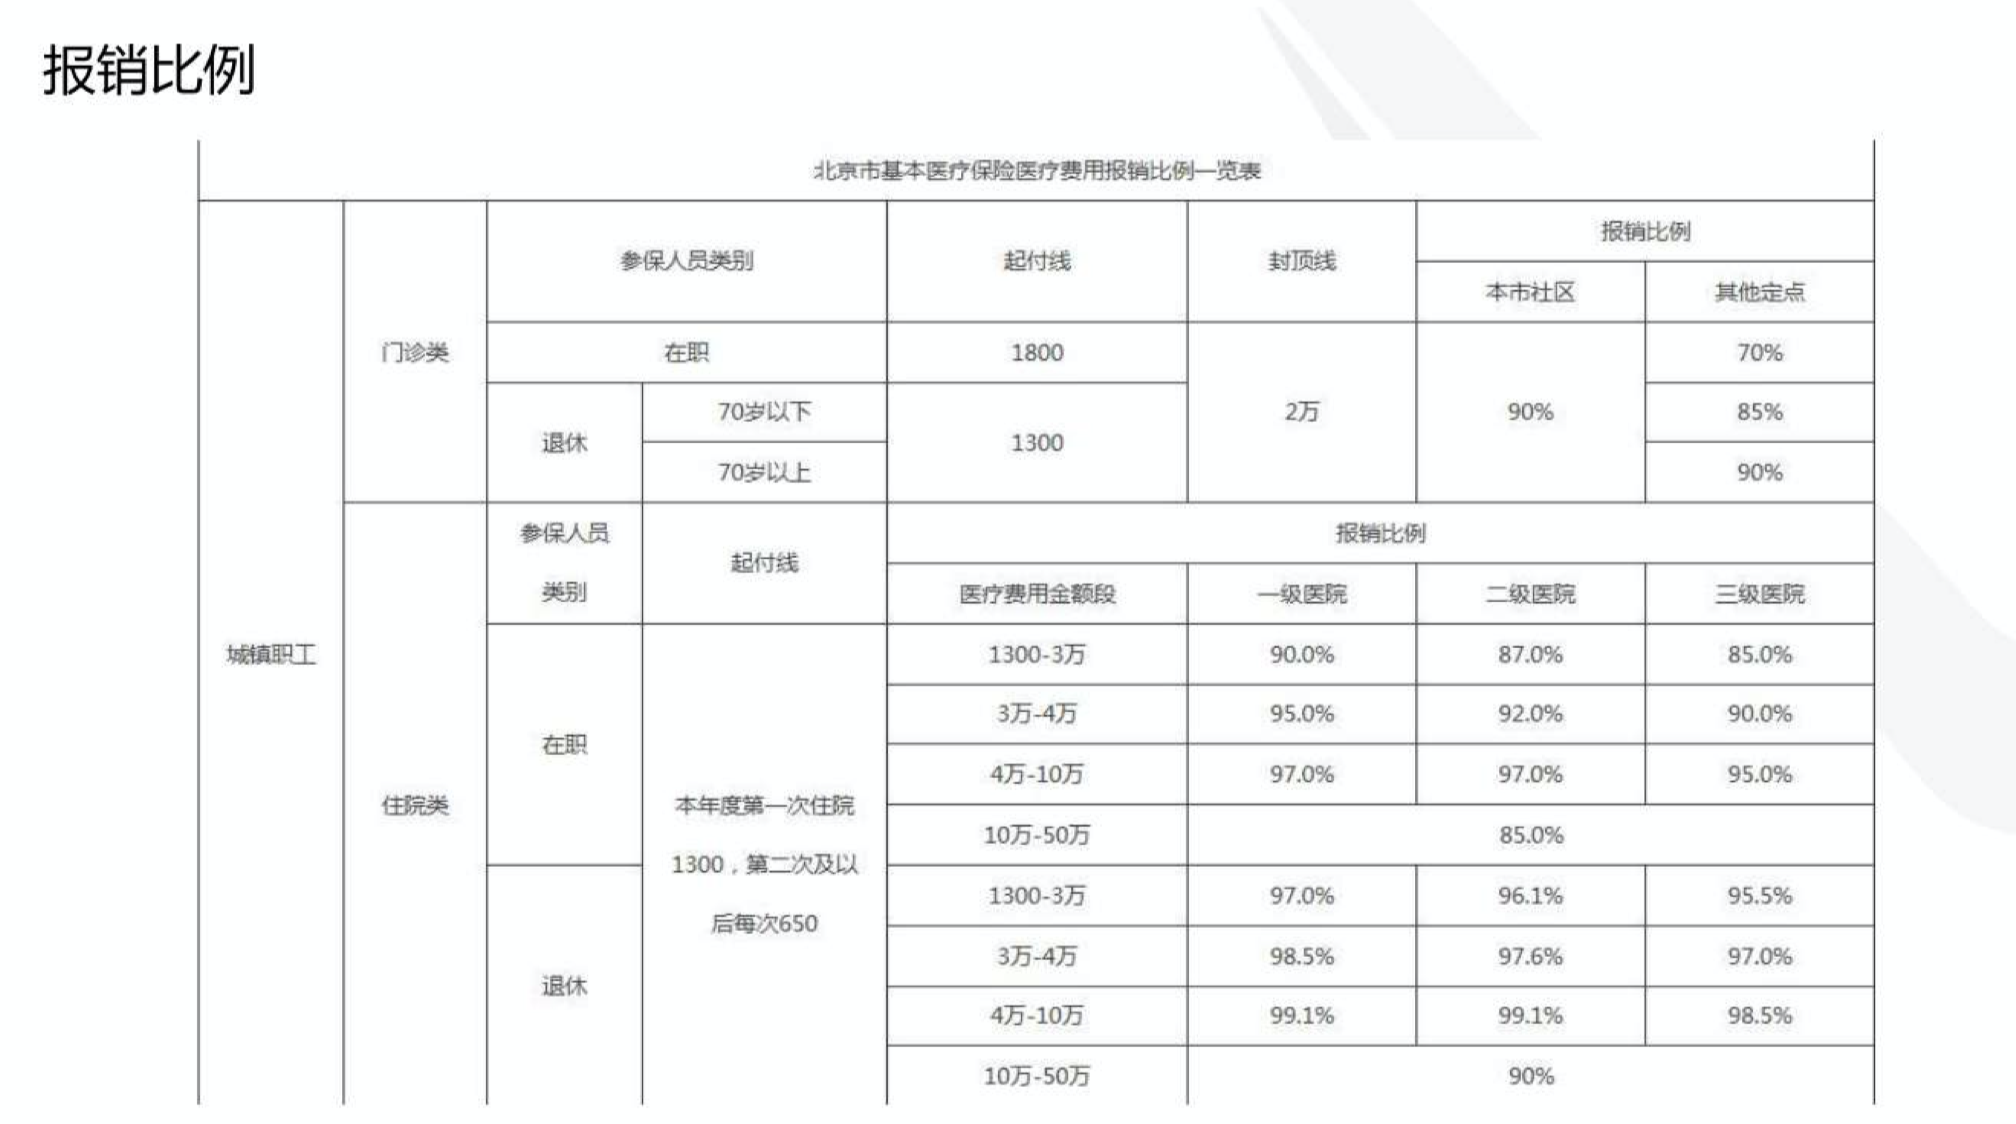 报销比例
北京市基本医疗保险医疗费用报销比例一览表
城镇职工
门诊类
参保人员类别
起付线
封顶线
报销比例
本市社区
其他定点
在职
1800
2万
90%
70%
退休
70岁以下
1300
85%
70岁以上
90%
住院类
参保人员
类别
起付线
报销比例
医疗费用金额段
一级医院
二级医院
三级医院
在职
本年度第一次住院
1300，第二次及以
后每次650
1300-3万
90.0%
87.0%
85.0%
3万-4万
95.0%
92.0%
90.0%
4万-10万
97.0%
97.0%
95.0%
10万-50万
85.0%
退休
1300-3万
97.0%
96.1%
95.5%
3万-4万
98.5%
97.6%
97.0%
4万-10万
99.1%
99.1%
98.5%
10万-50万
90%